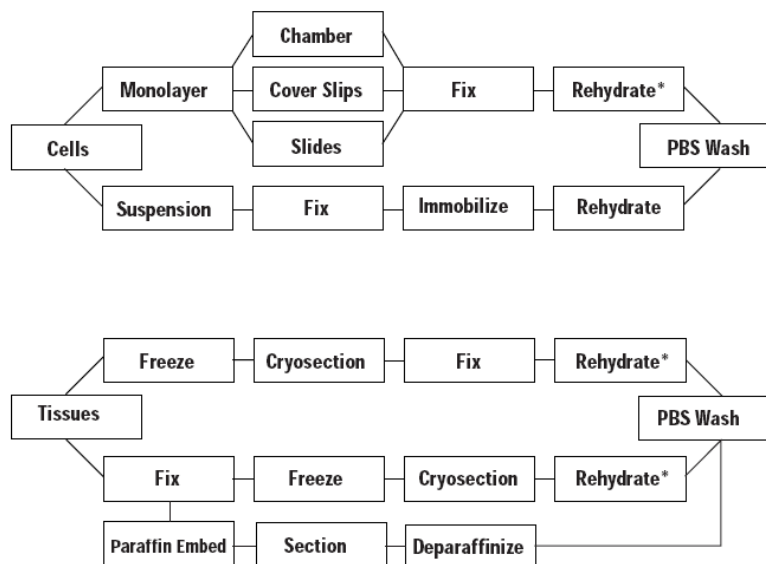 Chamber
Monolayer
Cover Slips
Fix
Rehydrate*
Cells
Slides
PBS Wash
Suspension
Fix
Immobilize
Rehydrate
Freeze
Cryosection
Fix
Rehydrate*
Tissues
PBS Wash
Fix
Freeze
Cryosection
Rehydrate*
Paraffin Embed
Section
Deparaffinize